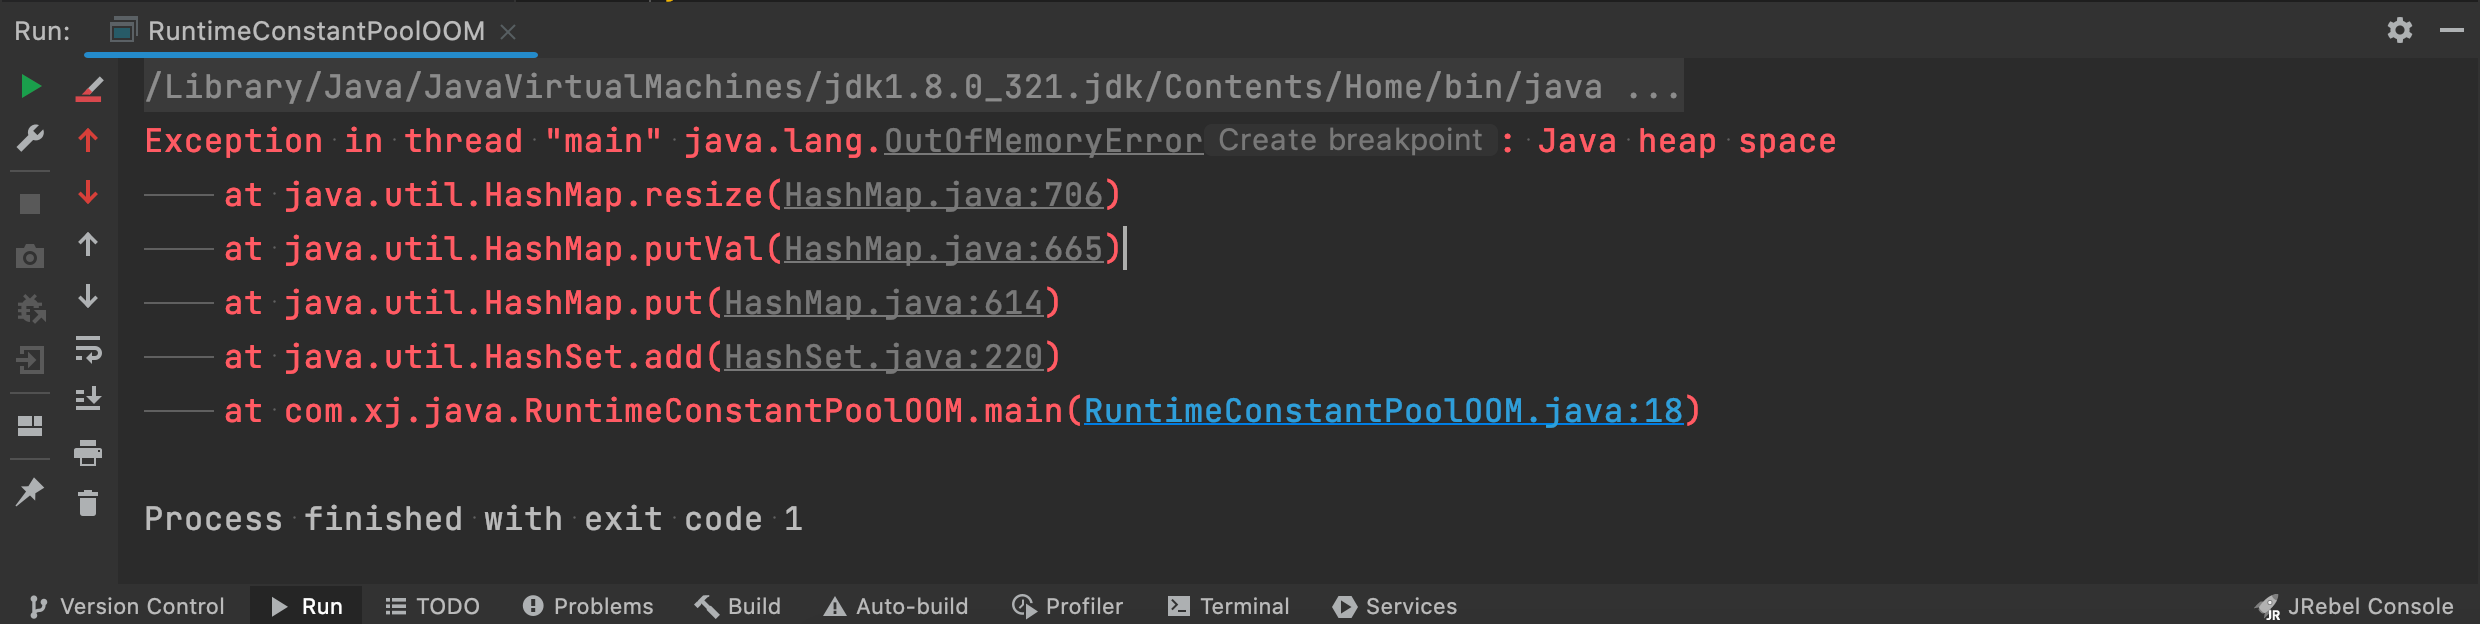 Run: RuntimeConstantPoolOOM
/Library/Java/JavaVirtualMachines/jdk1.8.0_321.jdk/Contents/Home/bin/java ...
Exception in thread "main" java.lang.OutOfMemoryError Create breakpoint : Java heap space
at java.util.HashMap.resize(HashMap.java:706)
at java.util.HashMap.putVal(HashMap.java:665)
at java.util.HashMap.put(HashMap.java:614)
at java.util.HashSet.add(HashSet.java:220)
at com.xj.java.RuntimeConstantPoolOOM.main(RuntimeConstantPoolOOM.java:18)
Process finished with exit code 1
Version Control Run TODO Problems Build Auto-build Profiler Terminal Services JR JRebel Console